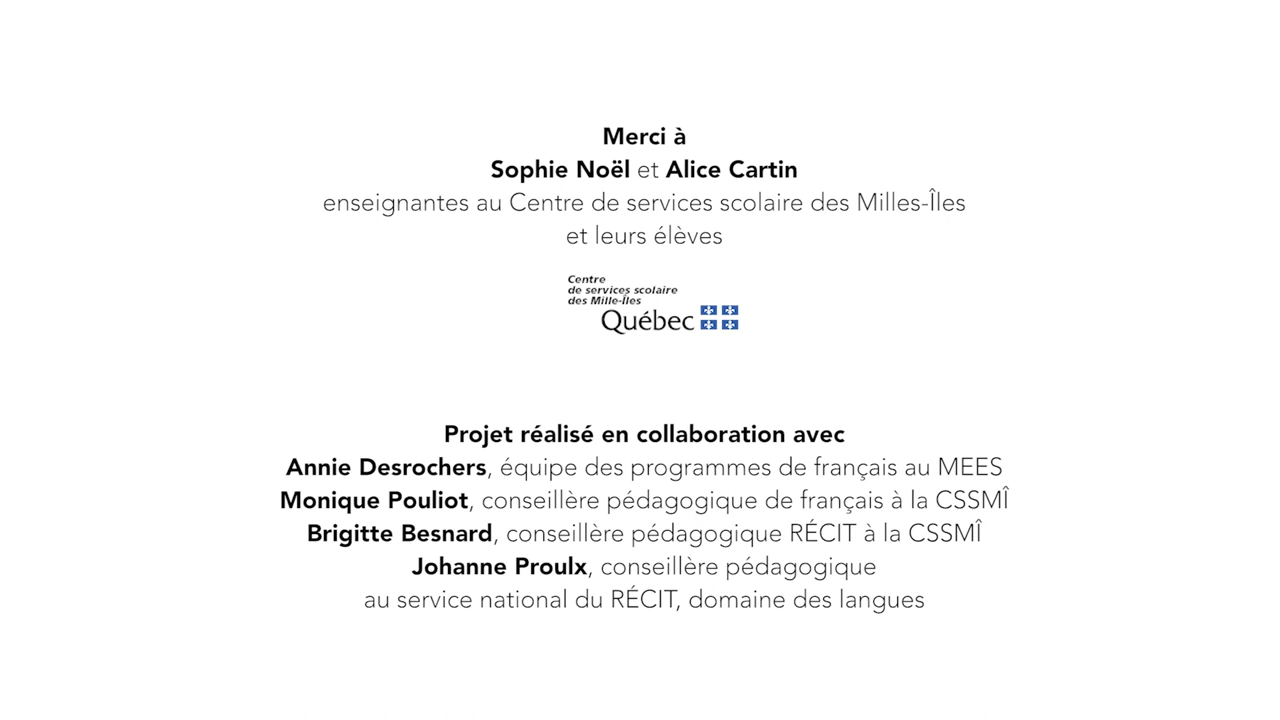 Merci à
Sophie Noël et Alice Cartin
enseignantes au Centre de services scolaire des Milles-Îles
et leurs élèves
Centre
de services scolaire
des Mille-Îles
Québec
Projet réalisé en collaboration avec
Annie Desrochers, équipe des programmes de français au MEES
Monique Pouliot, conseillère pédagogique de français à la CSSMÎ
Brigitte Besnard, conseillère pédagogique RÉCIT à la CSSMÎ
Johanne Proulx, conseillère pédagogique
au service national du RÉCIT, domaine des langues